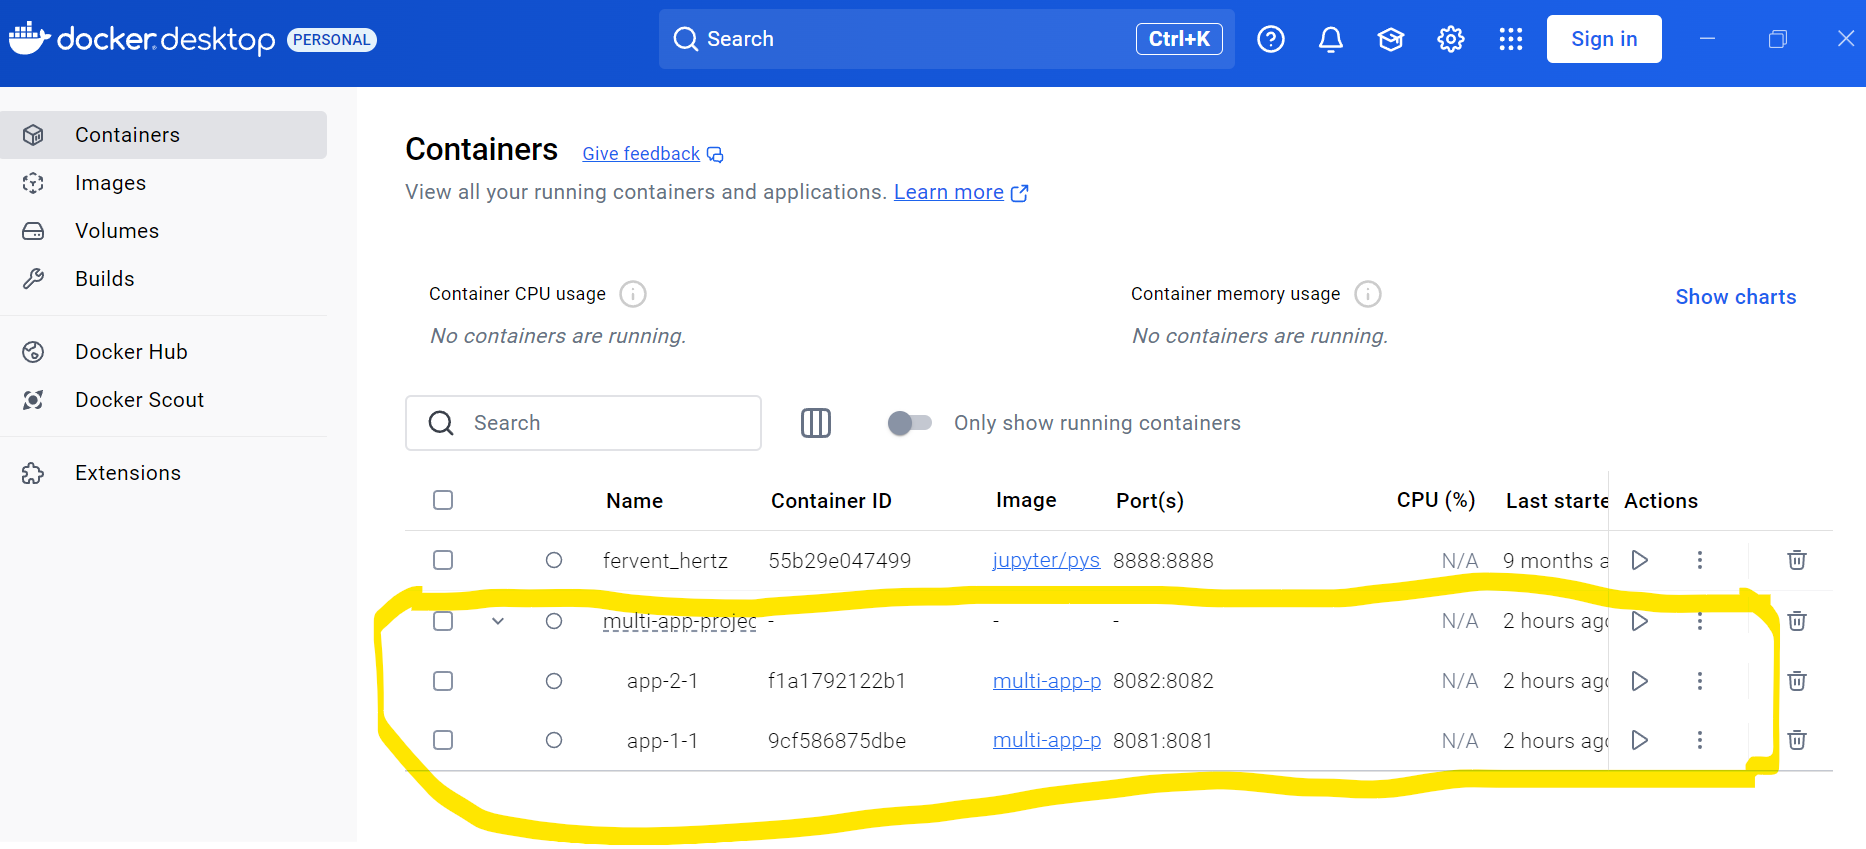 docker desktop PERSONAL Search Ctrl+K Sign in
Containers
Images
Volumes
Builds
Docker Hub
Docker Scout
Extensions
Containers Give feedback
View all your running containers and applications. Learn more
Container CPU usage
No containers are running.
Container memory usage
No containers are running.
Show charts
Search Only show running containers
Name Container ID Image Port(s) CPU (%) Last starte Actions
fervent_hertz 55b29e047499 jupyter/pys 8888:8888 N/A 9 months a
multi-app-projec - - - N/A 2 hours ago
app-2-1 f1a1792122b1 multi-app-p 8082:8082 N/A 2 hours ago
app-1-1 9cf586875dbe multi-app-p 8081:8081 N/A 2 hours ago